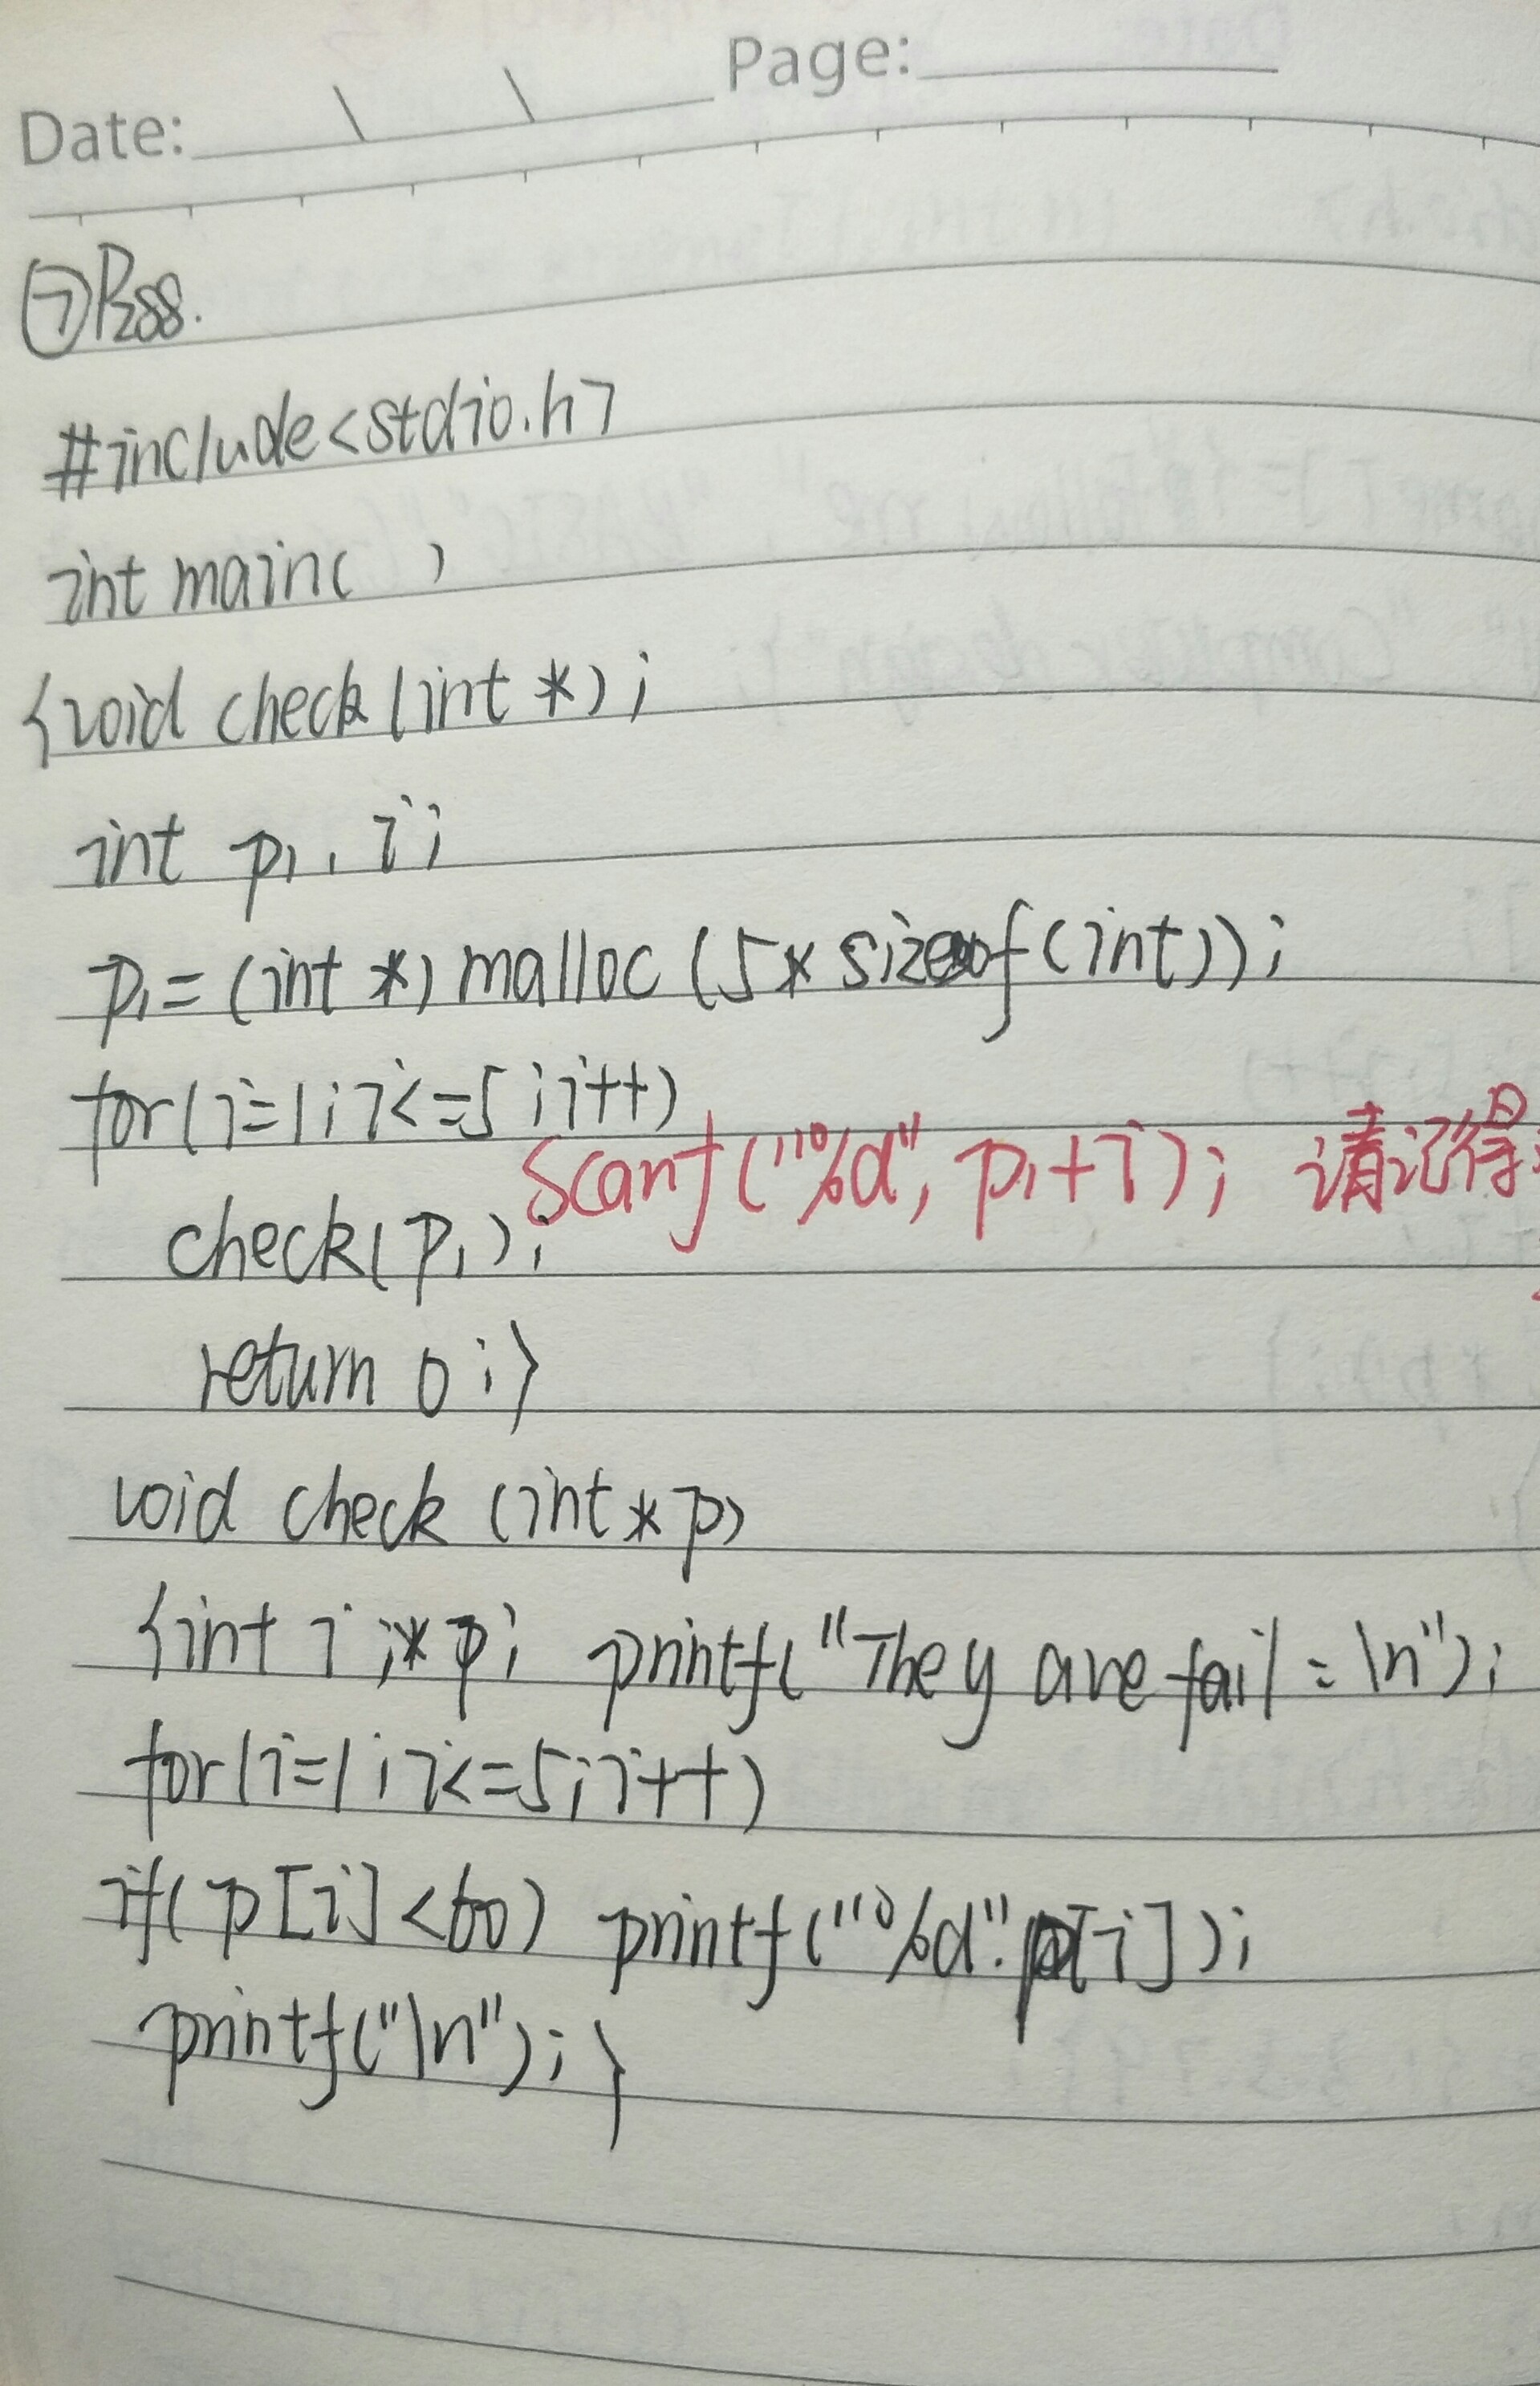 Date: \ \ Page:
⑦P288.
#include<stdio.h>
int main( )
{void check(int *);
int p1, i;
p1=(int *) malloc (5*sizeof(int));
for(i=1;i<=5;i++)
scanf("%d", p1+i); 请记得
check(p1);
return 0;}
void check (int * p)
{int i;*p; printf("They are fail = \n");
for(i=1;i<=5;i++)
if(p[i]<60) printf("%d".p[i]);
printf("\n");}